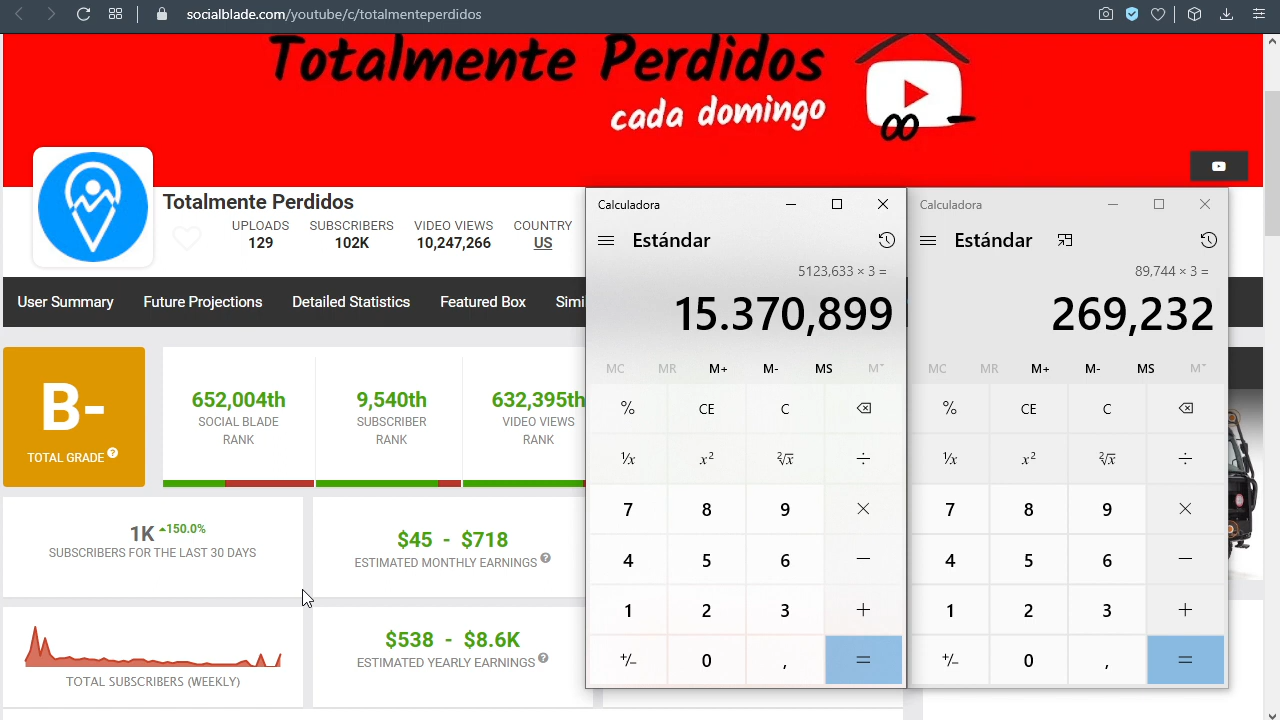 socialblade.com/youtube/c/totalmenteperdidos
Totalmente Perdidos
cada domingo
Totalmente Perdidos
UPLOADS SUBSCRIBERS VIDEO VIEWS COUNTRY
129 102K 10,247,266 US
User Summary Future Projections Detailed Statistics Featured Box Simi
B-
TOTAL GRADE ?
652,004th
SOCIAL BLADE
RANK
9,540th
SUBSCRIBER
RANK
632,395th
VIDEO VIEWS
RANK
1K 150.0%
SUBSCRIBERS FOR THE LAST 30 DAYS
$45 - $718
ESTIMATED MONTHLY EARNINGS ?
TOTAL SUBSCRIBERS (WEEKLY)
$538 - $8.6K
ESTIMATED YEARLY EARNINGS ?
Calculadora
Estándar
5123,633 × 3 =
15.370,899
MC MR M+ M- MS M˅
% CE C
¹⁄x x² ²√x ÷
7 8 9 ×
4 5 6 −
1 2 3 +
+/− 0 , =
Calculadora
Estándar
89,744 × 3 =
269,232
MC MR M+ M- MS M˅
% CE C
¹⁄x x² ²√x ÷
7 8 9 ×
4 5 6 −
1 2 3 +
+/− 0 , =